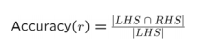 Accuracy(r) = |LHS ∩ RHS| / |LHS|